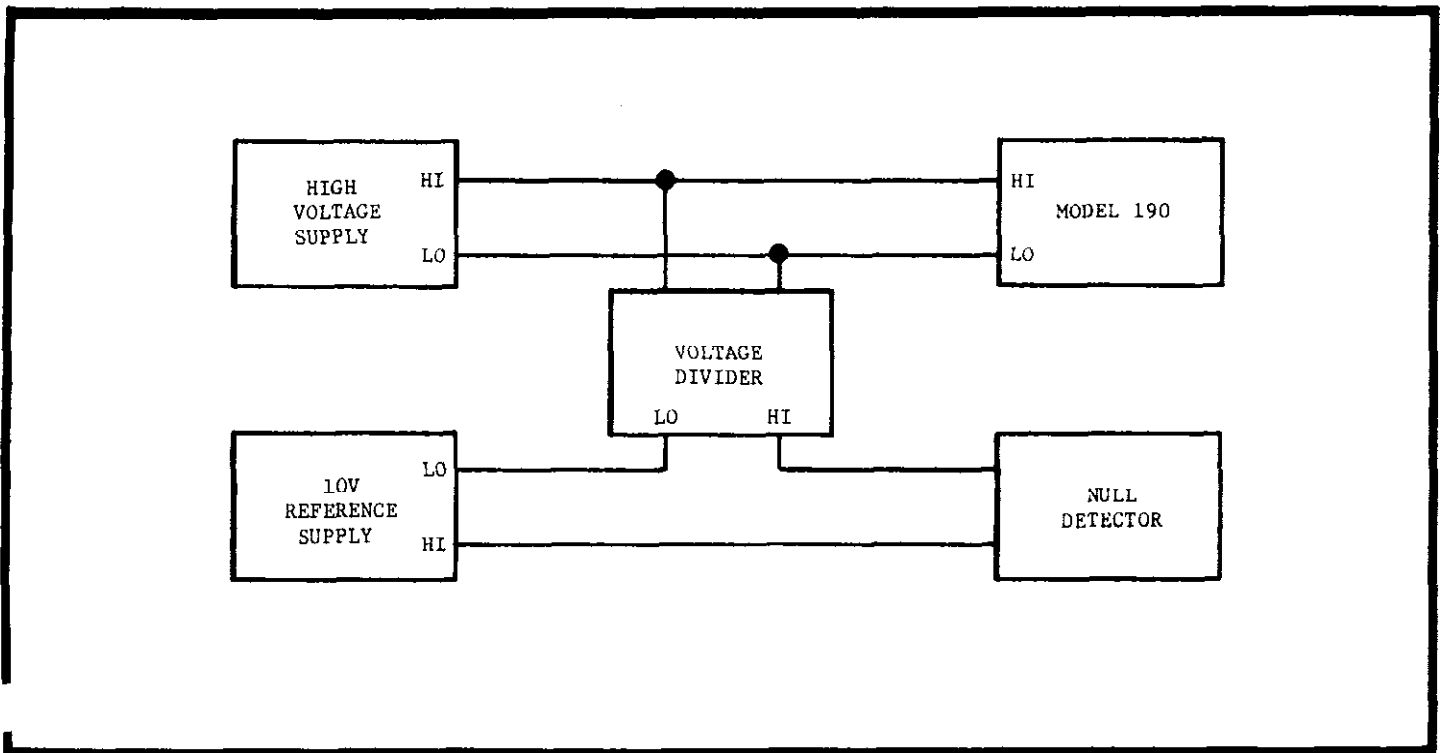 HIGH
VOLTAGE
SUPPLY
HI
LO
HI
LO
MODEL 190
VOLTAGE
DIVIDER
LO
HI
10V
REFERENCE
SUPPLY
LO
HI
NULL
DETECTOR